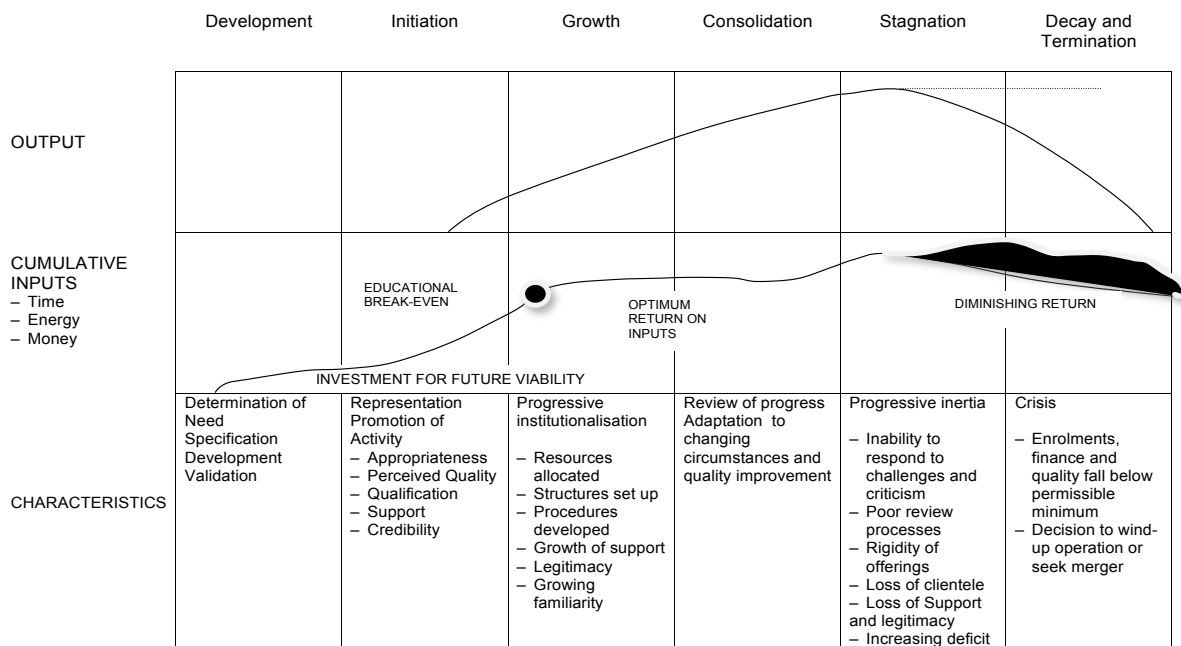 Development
Initiation
Growth
Consolidation
Stagnation
Decay and
Termination
OUTPUT
CUMULATIVE
INPUTS
– Time
– Energy
– Money
EDUCATIONAL
BREAK-EVEN
OPTIMUM
RETURN ON
INPUTS
DIMINISHING RETURN
INVESTMENT FOR FUTURE VIABILITY
CHARACTERISTICS
Determination of
Need
Specification
Development
Validation
Representation
Promotion of
Activity
– Appropriateness
– Perceived Quality
– Qualification
– Support
– Credibility
Progressive
institutionalisation
– Resources
allocated
– Structures set up
– Procedures
developed
– Growth of support
– Legitimacy
– Growing
familiarity
Review of progress
Adaptation to
changing
circumstances and
quality improvement
Progressive inertia
– Inability to
respond to
challenges and
criticism
– Poor review
processes
– Rigidity of
offerings
– Loss of clientele
– Loss of Support
and legitimacy
– Increasing deficit
Crisis
– Enrolments,
finance and
quality fall below
permissible
minimum
– Decision to wind-
up operation or
seek merger